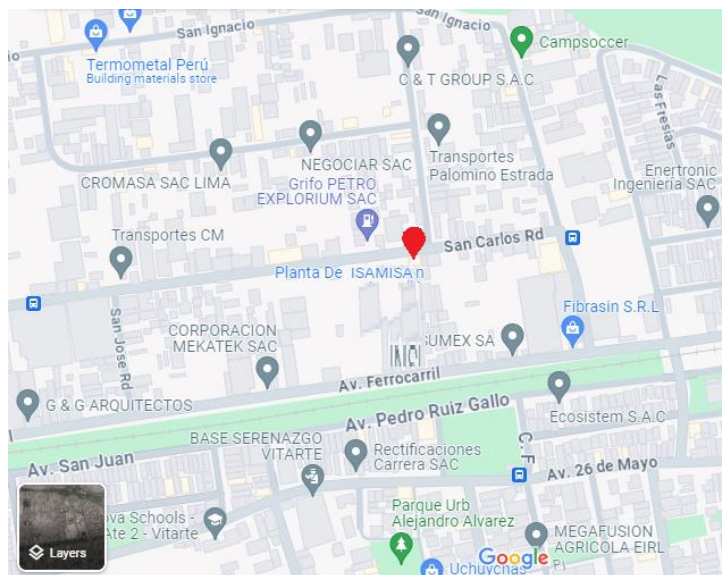 San Ignacio
San Ignacio
Campsoccer
Termometal Perú
Building materials store
C & T GROUP S.A.C
Las Fresias
NEGOCIAR SAC
Transportes
Palomino Estrada
Enertronic
Ingeniería SAC
CROMASA SAC LIMA
Grifo PETRO
EXPLORIUM SAC
Transportes CM
San Carlos Rd
Planta De ISAMISA n
San Jose Rd
Fibrasin S.R.L
CORPORACION
MEKATEK SAC
UMEX SA
Av. Ferrocarril
G & G ARQUITECTOS
Av. Pedro Ruiz Gallo
Ecosistem S.A.C
BASE SERENAZGO
VITARTE
Rectificaciones
Carrera SAC
C. F
Av. San Juan
Av. 26 de Mayo
ova Schools -
Ate 2 - Vitarte
Parque Urb
Alejandro Alvarez
MEGAFUSION
AGRICOLA EIRL
Layers
Google
Uchuychas